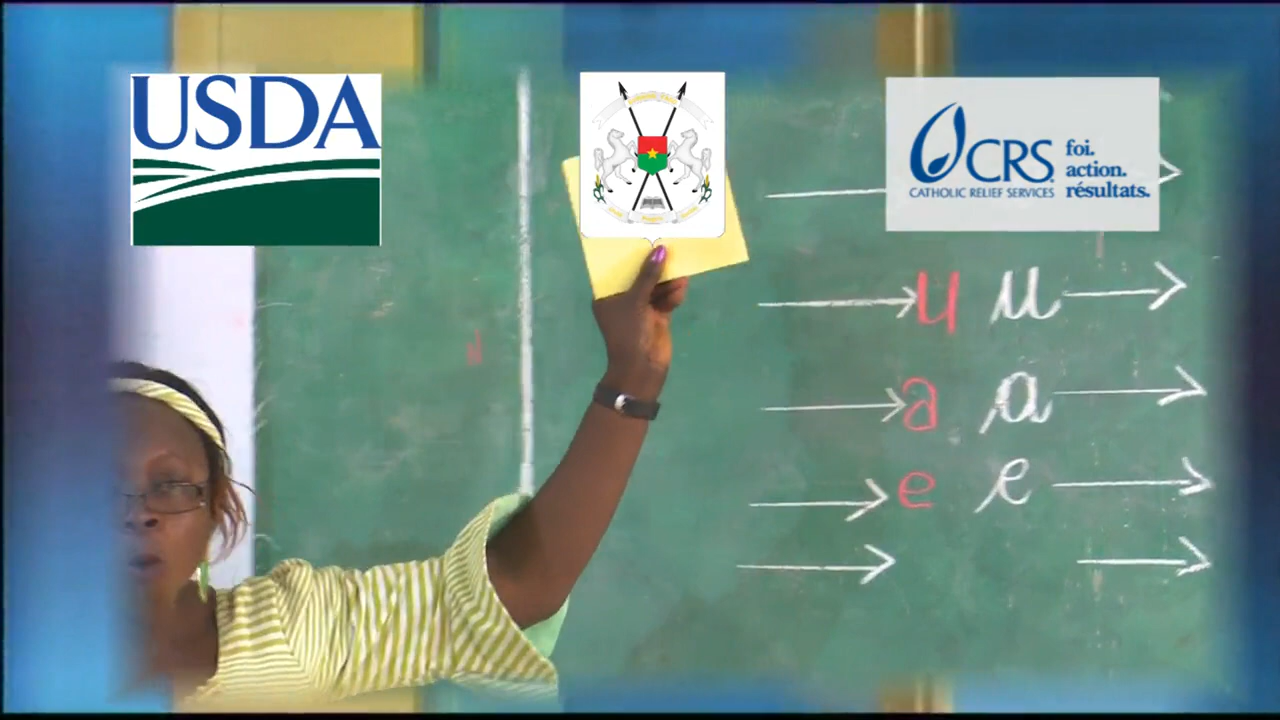 USDA
CRS
CATHOLIC RELIEF SERVICES
foi.
action.
résultats.
u u
a a
e e